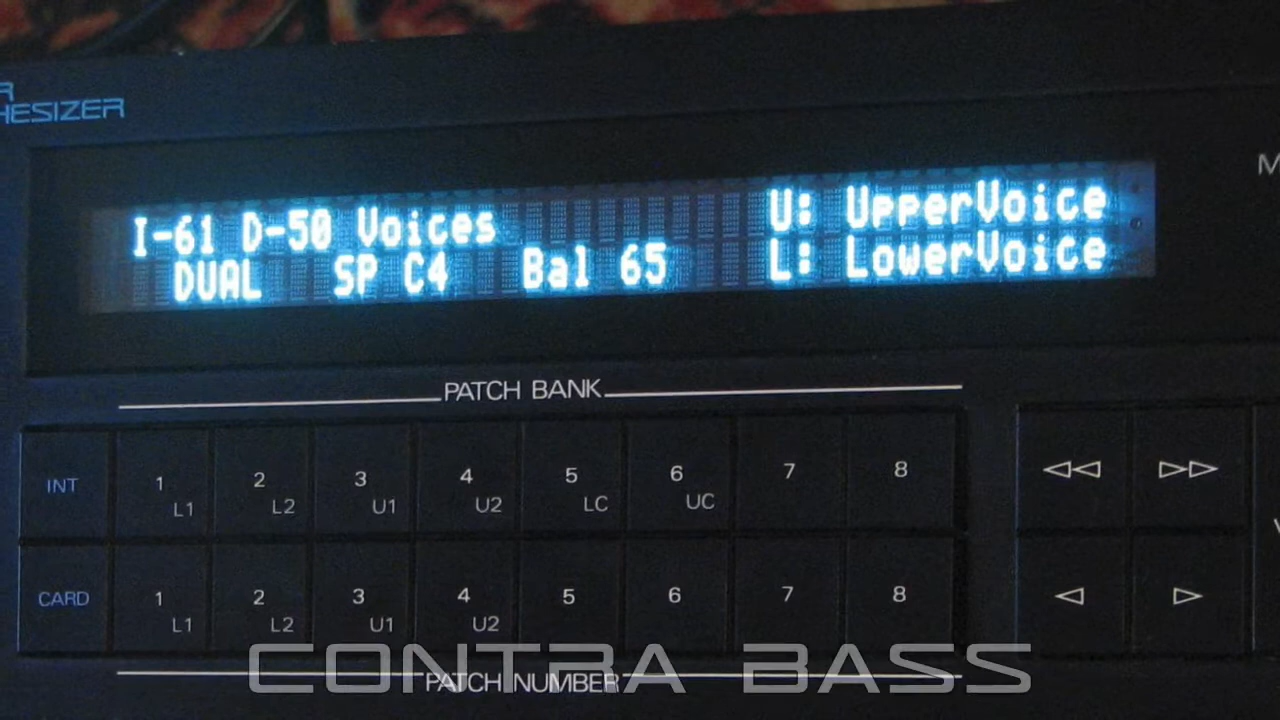 HESIZER
I-61 D-50 Voices U: UpperVoice
DUAL SP C4 Bal 65 L: LowerVoice
PATCH BANK
INT 1 L1 2 L2 3 U1 4 U2 5 LC 6 UC 7 8
CARD 1 L1 2 L2 3 U1 4 U2 5 6 7 8
PATCH NUMBER
CONTRA BASS